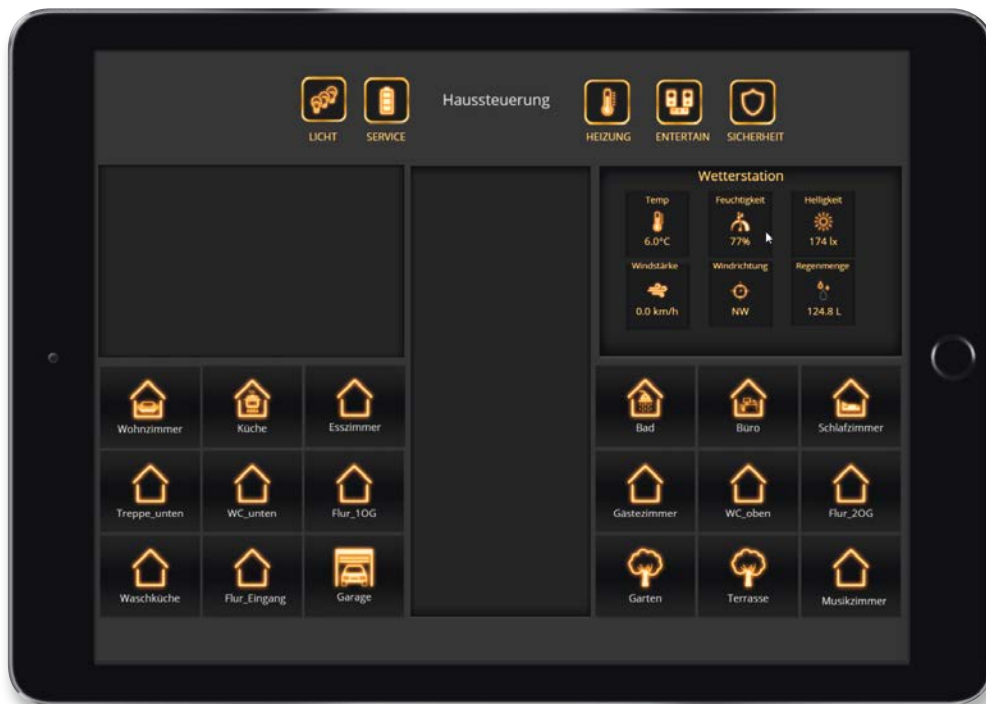 Haussteuerung
LICHT
SERVICE
HEIZUNG
ENTERTAIN
SICHERHEIT
Wetterstation
Temp
Feuchtigkeit
Helligkeit
6.0°C
77%
174 lx
Windstärke
Windrichtung
Regenmenge
0.0 km/h
NW
124.8 L
Wohnzimmer
Küche
Esszimmer
Treppe_unten
WC_unten
Flur_1OG
Waschküche
Flur_Eingang
Garage
Bad
Büro
Schlafzimmer
Gästezimmer
WC_oben
Flur_2OG
Garten
Terrasse
Musikzimmer